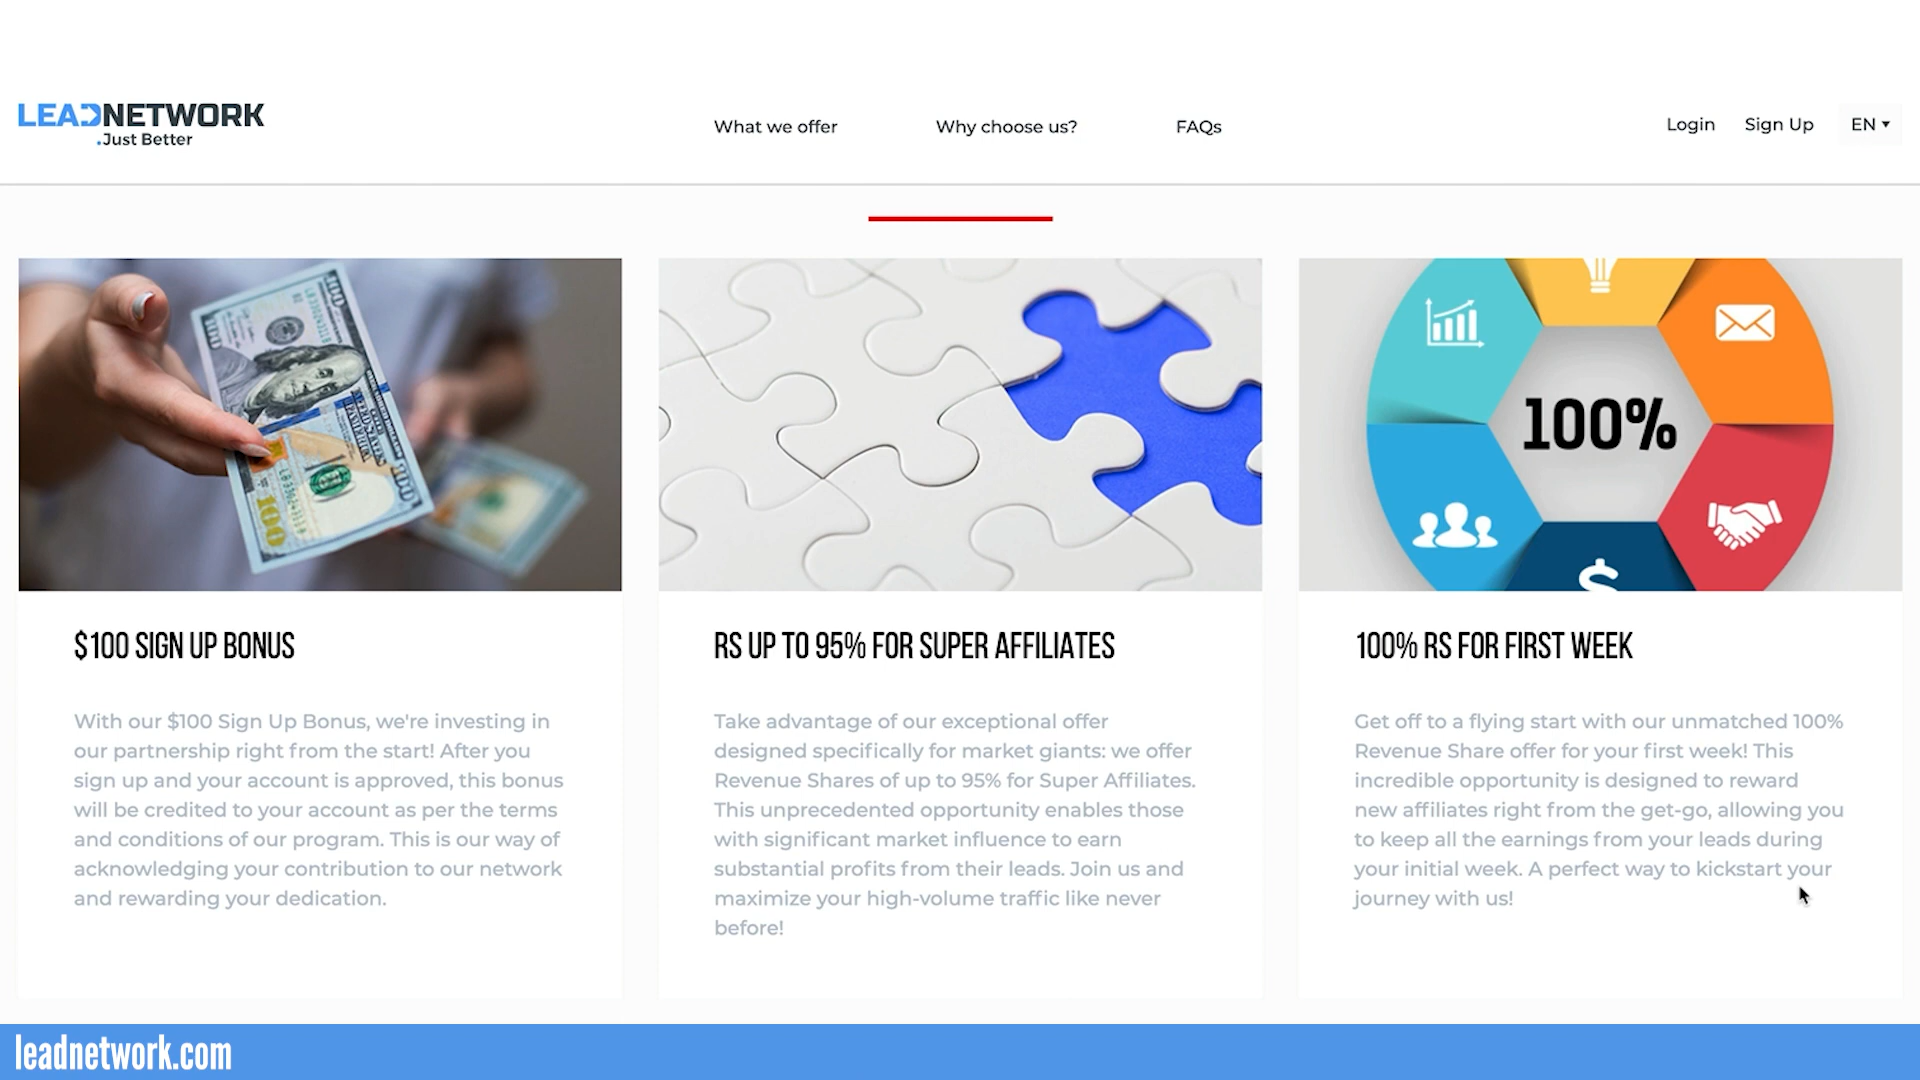 LEADNETWORK
.Just Better
What we offer
Why choose us?
FAQs
Login
Sign Up
EN ▾
100%
$100 SIGN UP BONUS
With our $100 Sign Up Bonus, we're investing in
our partnership right from the start! After you
sign up and your account is approved, this bonus
will be credited to your account as per the terms
and conditions of our program. This is our way of
acknowledging your contribution to our network
and rewarding your dedication.
RS UP TO 95% FOR SUPER AFFILIATES
Take advantage of our exceptional offer
designed specifically for market giants: we offer
Revenue Shares of up to 95% for Super Affiliates.
This unprecedented opportunity enables those
with significant market influence to earn
substantial profits from their leads. Join us and
maximize your high-volume traffic like never
before!
100% RS FOR FIRST WEEK
Get off to a flying start with our unmatched 100%
Revenue Share offer for your first week! This
incredible opportunity is designed to reward
new affiliates right from the get-go, allowing you
to keep all the earnings from your leads during
your initial week. A perfect way to kickstart your
journey with us!
leadnetwork.com